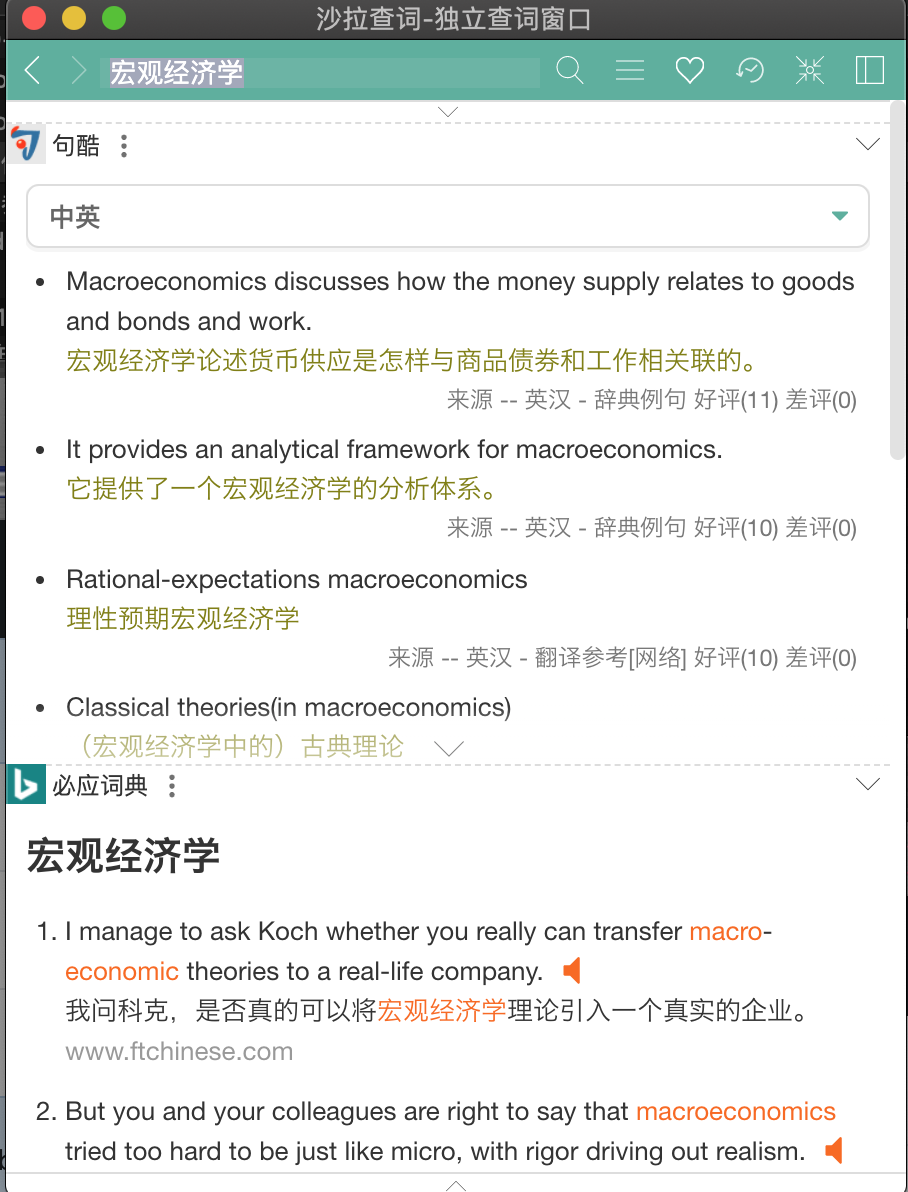 沙拉查词-独立查词窗口
宏观经济学
句酷
中英
Macroeconomics discusses how the money supply relates to goods
and bonds and work.
宏观经济学论述货币供应是怎样与商品债券和工作相关联的。
来源 -- 英汉 - 辞典例句 好评(11) 差评(0)
It provides an analytical framework for macroeconomics.
它提供了一个宏观经济学的分析体系。
来源 -- 英汉 - 辞典例句 好评(10) 差评(0)
Rational-expectations macroeconomics
理性预期宏观经济学
来源 -- 英汉 - 翻译参考[网络] 好评(10) 差评(0)
Classical theories(in macroeconomics)
（宏观经济学中的）古典理论
必应词典
宏观经济学
1. I manage to ask Koch whether you really can transfer macro-
economic theories to a real-life company.
我问科克，是否真的可以将宏观经济学理论引入一个真实的企业。
www.ftchinese.com
2. But you and your colleagues are right to say that macroeconomics
tried too hard to be just like micro, with rigor driving out realism.